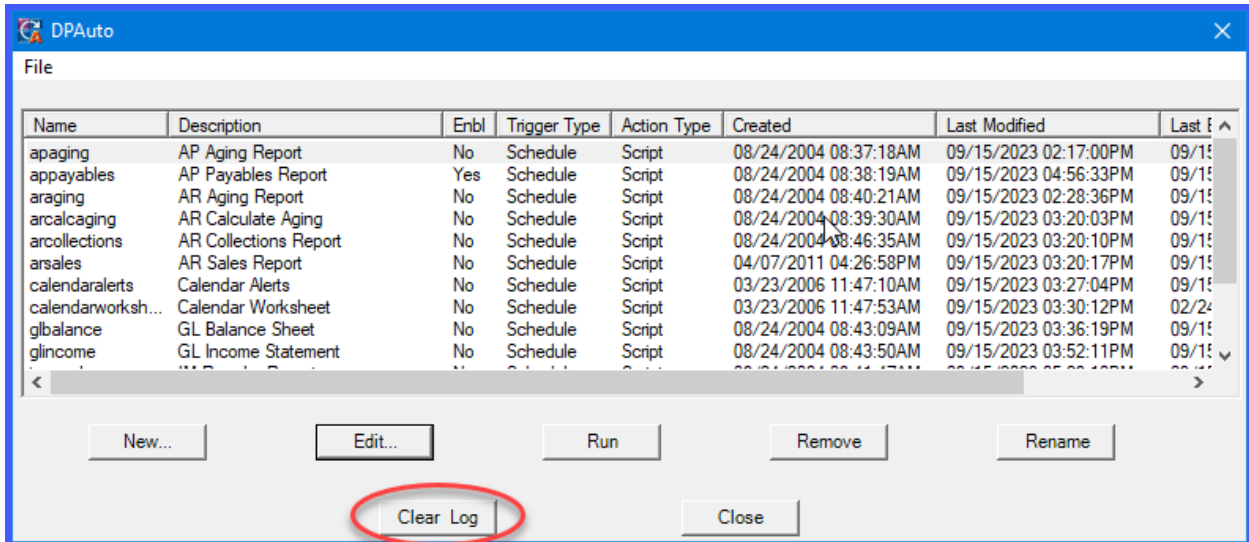 DPAuto
File
Name Description Enbl Trigger Type Action Type Created Last Modified Last E
apaging AP Aging Report No Schedule Script 08/24/2004 08:37:18AM 09/15/2023 02:17:00PM 09/15
appayables AP Payables Report Yes Schedule Script 08/24/2004 08:38:19AM 09/15/2023 04:56:33PM 09/15
araging AR Aging Report No Schedule Script 08/24/2004 08:40:21AM 09/15/2023 02:28:36PM 09/15
arcalcaging AR Calculate Aging No Schedule Script 08/24/2004 08:39:30AM 09/15/2023 03:20:03PM 09/15
arcollections AR Collections Report No Schedule Script 08/24/2004 08:46:35AM 09/15/2023 03:20:10PM 09/15
arsales AR Sales Report No Schedule Script 04/07/2011 04:26:58PM 09/15/2023 03:20:17PM 09/15
calendaralerts Calendar Alerts No Schedule Script 03/23/2006 11:47:10AM 09/15/2023 03:27:04PM 09/15
calendarworksh... Calendar Worksheet No Schedule Script 03/23/2006 11:47:53AM 09/15/2023 03:30:12PM 02/24
glbalance GL Balance Sheet No Schedule Script 08/24/2004 08:43:09AM 09/15/2023 03:36:19PM 09/15
glincome GL Income Statement No Schedule Script 08/24/2004 08:43:50AM 09/15/2023 03:52:11PM 09/15
New... Edit... Run Remove Rename
Clear Log Close